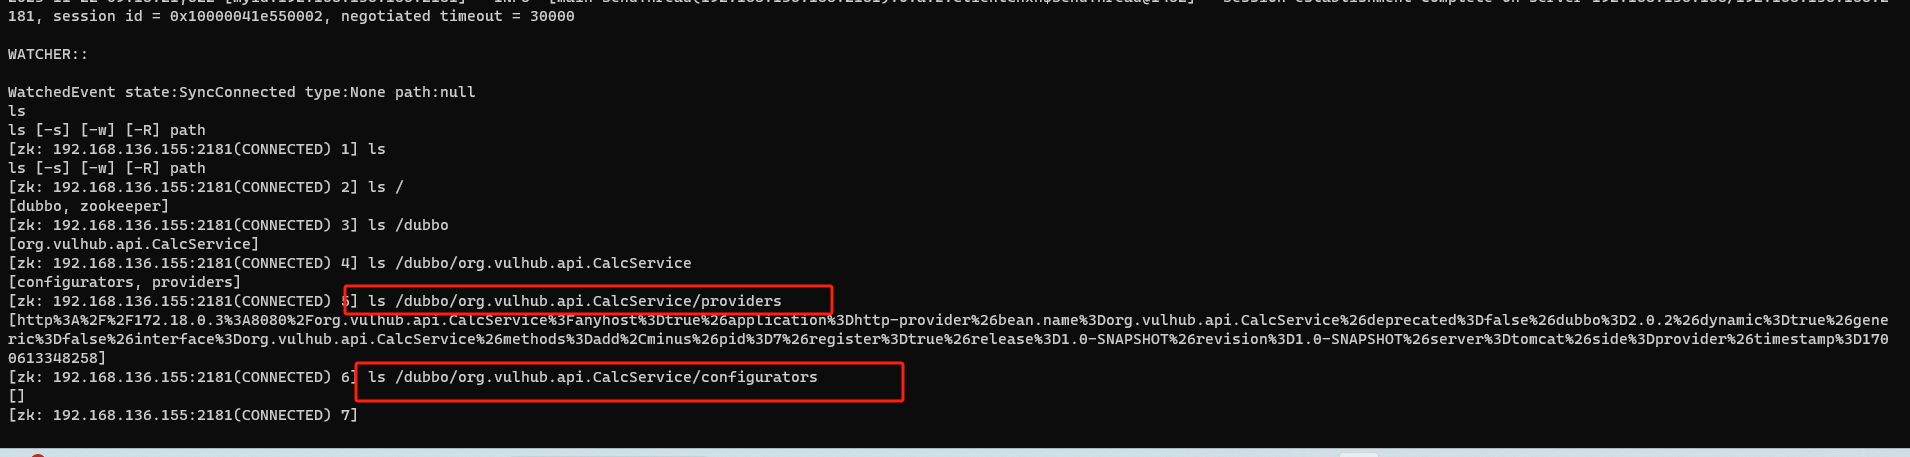 181, session id = 0x10000041e550002, negotiated timeout = 30000
WATCHER::
WatchedEvent state:SyncConnected type:None path:null
ls
ls [-s] [-w] [-R] path
[zk: 192.168.136.155:2181(CONNECTED) 1] ls
ls [-s] [-w] [-R] path
[zk: 192.168.136.155:2181(CONNECTED) 2] ls /
[dubbo, zookeeper]
[zk: 192.168.136.155:2181(CONNECTED) 3] ls /dubbo
[org.vulhub.api.CalcService]
[zk: 192.168.136.155:2181(CONNECTED) 4] ls /dubbo/org.vulhub.api.CalcService
[configurators, providers]
[zk: 192.168.136.155:2181(CONNECTED) 5] ls /dubbo/org.vulhub.api.CalcService/providers
[http%3A%2F%2F172.18.0.3%3A8080%2Forg.vulhub.api.CalcService%3Fanyhost%3Dtrue%26application%3Dhttp-provider%26bean.name%3Dorg.vulhub.api.CalcService%26deprecated%3Dfalse%26dubbo%3D2.0.2%26dynamic%3Dtrue%26gene
ric%3Dfalse%26interface%3Dorg.vulhub.api.CalcService%26methods%3Dadd%2Cminus%26pid%3D7%26register%3Dtrue%26release%3D1.0-SNAPSHOT%26revision%3D1.0-SNAPSHOT%26server%3Dtomcat%26side%3Dprovider%26timestamp%3D170
0613348258]
[zk: 192.168.136.155:2181(CONNECTED) 6] ls /dubbo/org.vulhub.api.CalcService/configurators
[]
[zk: 192.168.136.155:2181(CONNECTED) 7]